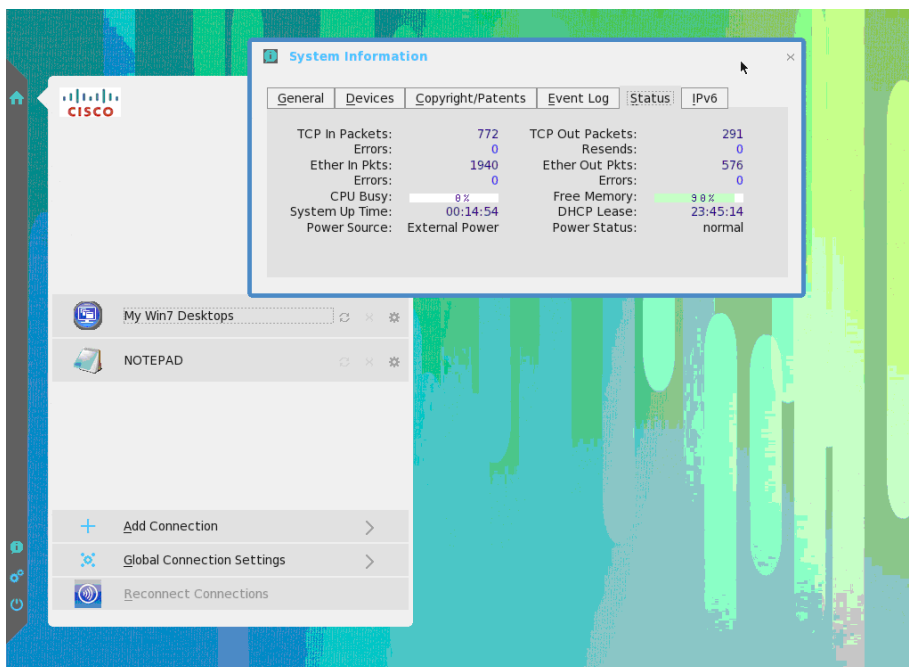 System Information
CISCO
General Devices Copyright/Patents Event Log Status IPv6
TCP In Packets: 772 TCP Out Packets: 291
Errors: 0 Resends: 0
Ether In Pkts: 1940 Ether Out Pkts: 576
Errors: 0 Errors: 0
CPU Busy: 0% Free Memory: 90%
System Up Time: 00:14:54 DHCP Lease: 23:45:14
Power Source: External Power Power Status: normal
My Win7 Desktops
NOTEPAD
Add Connection
Global Connection Settings
Reconnect Connections